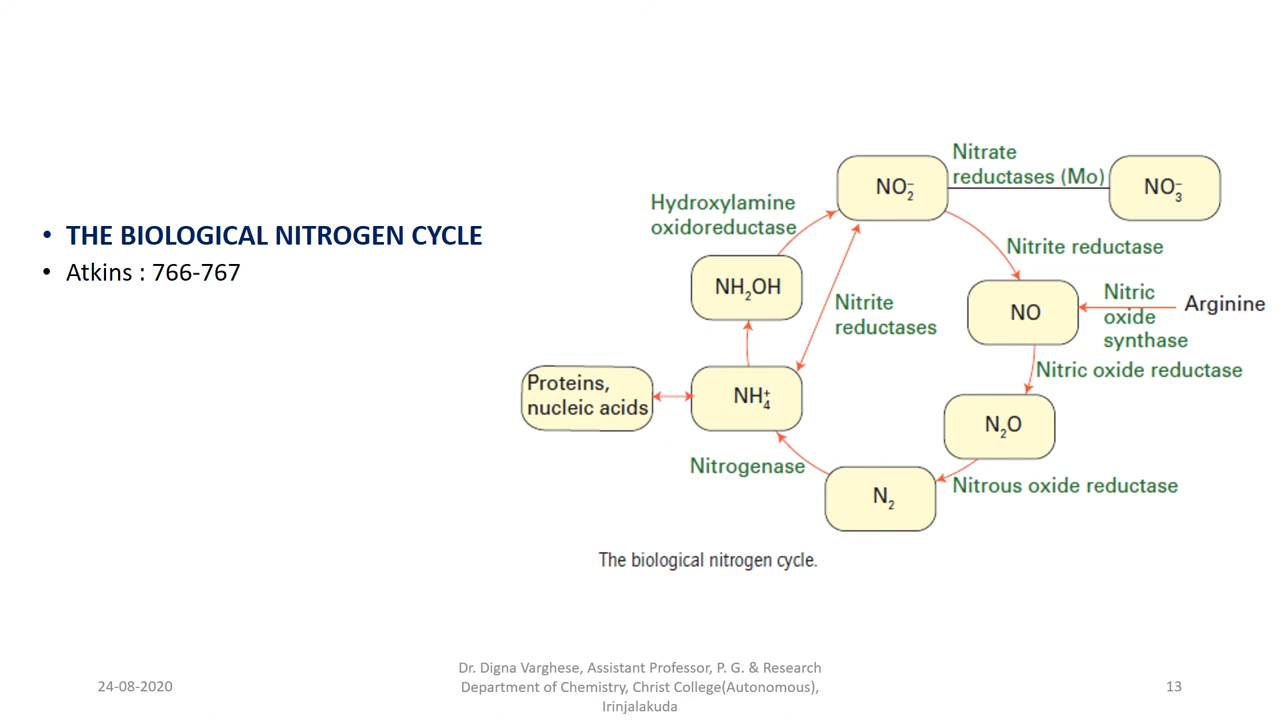 • THE BIOLOGICAL NITROGEN CYCLE
• Atkins : 766-767
Nitrate
reductases (Mo)
NO₂⁻
NO₃⁻
Hydroxylamine
oxidoreductase
Nitrite reductase
NH₂OH
Nitrite
reductases
NO
Nitric
oxide
synthase
Arginine
Nitric oxide reductase
Proteins,
nucleic acids
NH₄⁺
N₂O
Nitrogenase
N₂
Nitrous oxide reductase
The biological nitrogen cycle.
24-08-2020
Dr. Digna Varghese, Assistant Professor, P. G. & Research
Department of Chemistry, Christ College(Autonomous),
Irinjalakuda
13